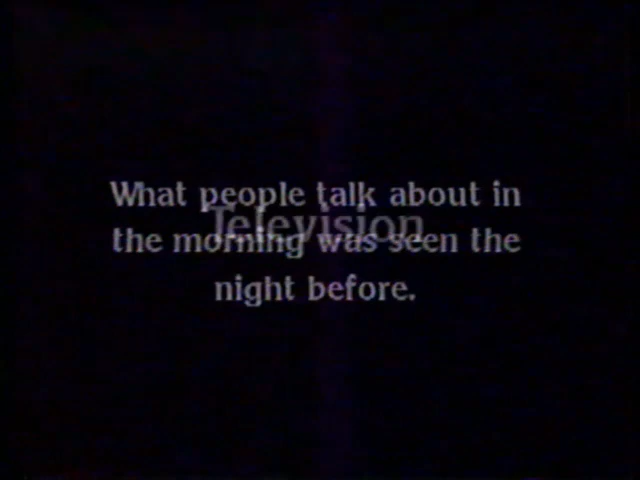 What people talk about in
Television
the morning was seen the
night before.